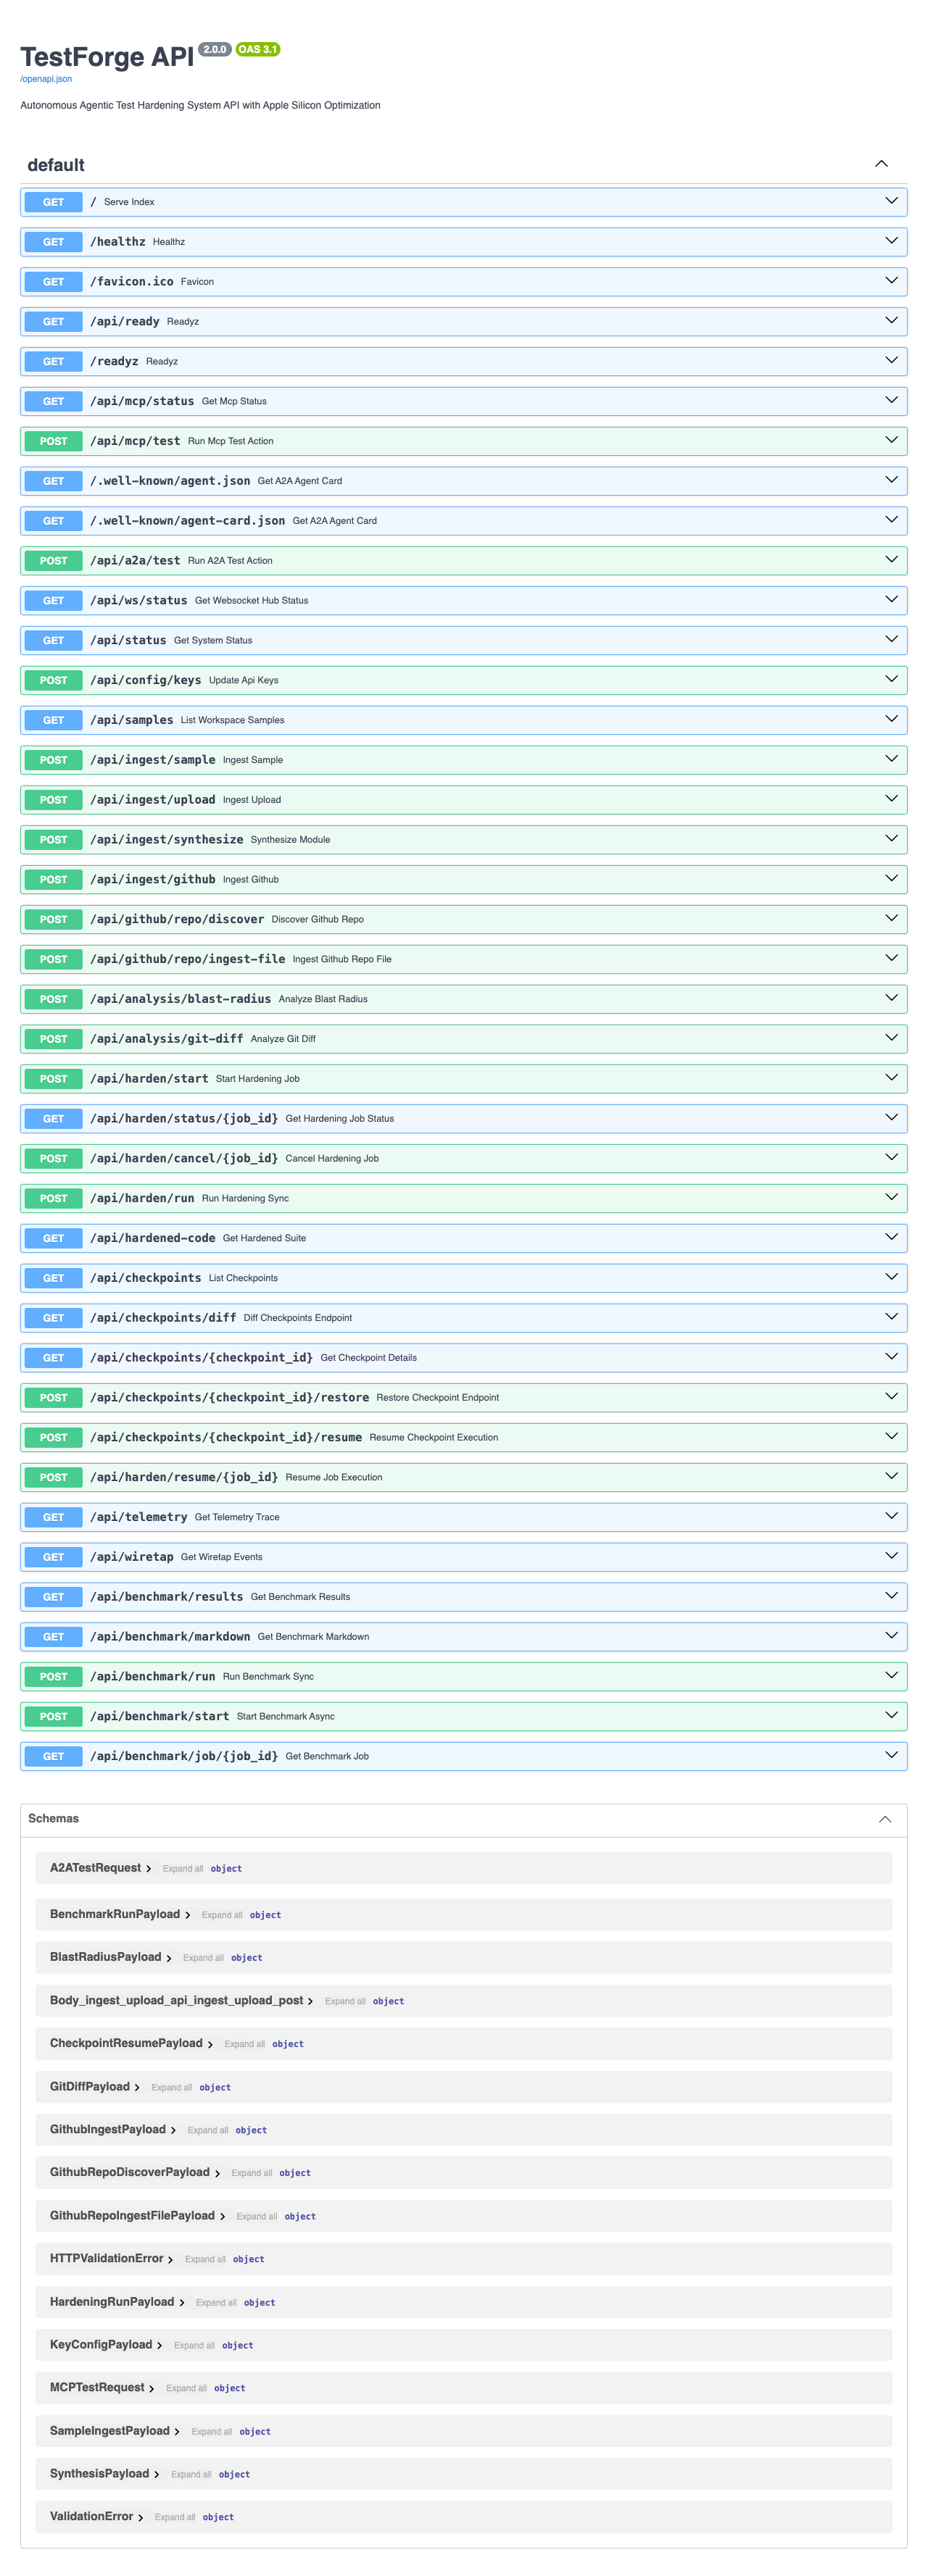 TestForge API 2.0.0 OAS 3.1
/openapi.json
Autonomous Agentic Test Hardening System API with Apple Silicon Optimization
default
GET / Serve Index
GET /healthz Healthz
GET /favicon.ico Favicon
GET /api/ready Readyz
GET /readyz Readyz
GET /api/mcp/status Get Mcp Status
POST /api/mcp/test Run Mcp Test Action
GET /.well-known/agent.json Get A2A Agent Card
GET /.well-known/agent-card.json Get A2A Agent Card
POST /api/a2a/test Run A2A Test Action
GET /api/ws/status Get Websocket Hub Status
GET /api/status Get System Status
POST /api/config/keys Update Api Keys
GET /api/samples List Workspace Samples
POST /api/ingest/sample Ingest Sample
POST /api/ingest/upload Ingest Upload
POST /api/ingest/synthesize Synthesize Module
POST /api/ingest/github Ingest Github
POST /api/github/repo/discover Discover Github Repo
POST /api/github/repo/ingest-file Ingest Github Repo File
POST /api/analysis/blast-radius Analyze Blast Radius
POST /api/analysis/git-diff Analyze Git Diff
POST /api/harden/start Start Hardening Job
GET /api/harden/status/{job_id} Get Hardening Job Status
POST /api/harden/cancel/{job_id} Cancel Hardening Job
POST /api/harden/run Run Hardening Sync
GET /api/hardened-code Get Hardened Suite
GET /api/checkpoints List Checkpoints
GET /api/checkpoints/diff Diff Checkpoints Endpoint
GET /api/checkpoints/{checkpoint_id} Get Checkpoint Details
POST /api/checkpoints/{checkpoint_id}/restore Restore Checkpoint Endpoint
POST /api/checkpoints/{checkpoint_id}/resume Resume Checkpoint Execution
POST /api/harden/resume/{job_id} Resume Job Execution
GET /api/telemetry Get Telemetry Trace
GET /api/wiretap Get Wiretap Events
GET /api/benchmark/results Get Benchmark Results
GET /api/benchmark/markdown Get Benchmark Markdown
POST /api/benchmark/run Run Benchmark Sync
POST /api/benchmark/start Start Benchmark Async
GET /api/benchmark/job/{job_id} Get Benchmark Job
Schemas
A2ATestRequest Expand all object
BenchmarkRunPayload Expand all object
BlastRadiusPayload Expand all object
Body_ingest_upload_api_ingest_upload_post Expand all object
CheckpointResumePayload Expand all object
GitDiffPayload Expand all object
GithubIngestPayload Expand all object
GithubRepoDiscoverPayload Expand all object
GithubRepoIngestFilePayload Expand all object
HTTPValidationError Expand all object
HardeningRunPayload Expand all object
KeyConfigPayload Expand all object
MCPTestRequest Expand all object
SampleIngestPayload Expand all object
SynthesisPayload Expand all object
ValidationError Expand all object